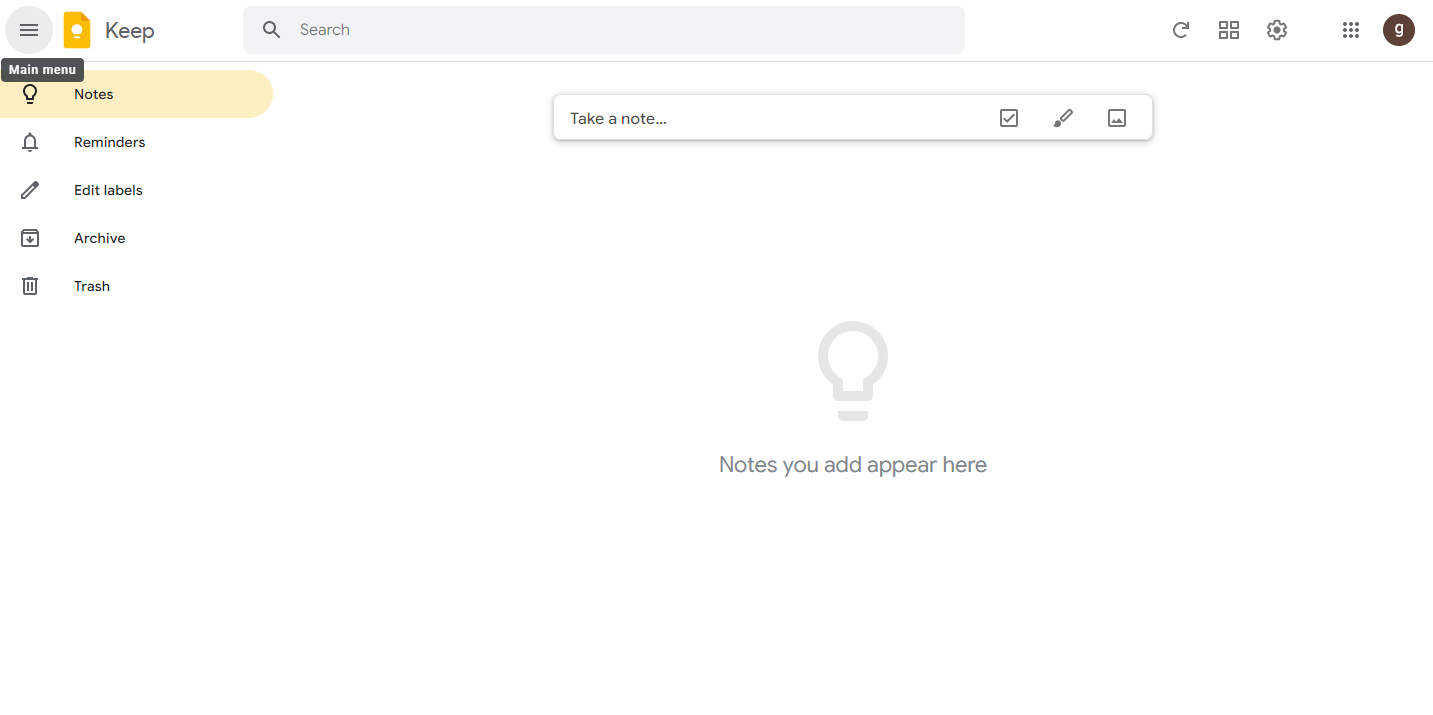 Keep
Search
g
Main menu
Notes
Reminders
Edit labels
Archive
Trash
Take a note...
Notes you add appear here